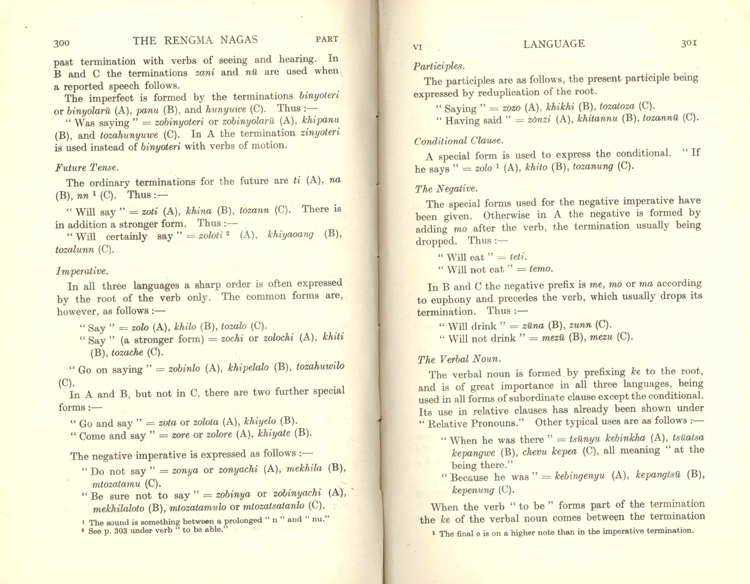 300 THE RENGMA NAGAS PART
past termination with verbs of seeing and hearing. In
B and C the terminations zani and nü are used when
a reported speech follows.
The imperfect is formed by the terminations binyoteri
or binyolarü (A), panu (B), and hunyuwe (C). Thus :—
“ Was saying ” = zobinyoteri or zobinyolarü (A), khipanu
(B), and tozahunyuwe (C). In A the termination zinyoteri
is used instead of binyoteri with verbs of motion.
Future Tense.
The ordinary terminations for the future are ti (A), na
(B), nn ¹ (C). Thus :—
“ Will say ” = zoti (A), khina (B), tozann (C). There is
in addition a stronger form. Thus :—
“ Will certainly say ” = zoloti ² (A), khiyaoang (B),
tozalunn (C).
Imperative.
In all three languages a sharp order is often expressed
by the root of the verb only. The common forms are,
however, as follows :—
“ Say ” = zolo (A), khilo (B), tozalo (C).
“ Say ” (a stronger form) = zochi or zolochi (A), khiti
(B), tozache (C).
“ Go on saying ” = zobinlo (A), khipelalo (B), tozahuwilo
(C).
In A and B, but not in C, there are two further special
forms :—
“ Go and say ” = zota or zolota (A), khiyelo (B).
“ Come and say ” = zore or zolore (A), khiyate (B).
The negative imperative is expressed as follows :—
“ Do not say ” = zonya or zonyachi (A), mekhila (B),
mtozatamu (C).
“ Be sure not to say ” = zobinya or zobinyachi (A),
mekhilaloto (B), mtozatamulo or mtozatsatanlo (C).
¹ The sound is something between a prolonged “ n ” and “ nu.”
² See p. 303 under verb “ to be able.”
VI LANGUAGE 301
Participles.
The participles are as follows, the present participle being
expressed by reduplication of the root.
“ Saying ” = zozo (A), khikhi (B), tozatoza (C).
“ Having said ” = zonzi (A), khitannu (B), tozannü (C).
Conditional Clause.
A special form is used to express the conditional. “ If
he says ” = zolo ¹ (A), khito (B), tozanung (C).
The Negative.
The special forms used for the negative imperative have
been given. Otherwise in A the negative is formed by
adding mo after the verb, the termination usually being
dropped. Thus :—
“ Will eat ” = teti.
“ Will not eat ” = temo.
In B and C the negative prefix is me, mo or ma according
to euphony and precedes the verb, which usually drops its
termination. Thus :—
“ Will drink ” = züna (B), zunn (C).
“ Will not drink ” = mezü (B), mezu (C).
The Verbal Noun.
The verbal noun is formed by prefixing ke to the root,
and is of great importance in all three languages, being
used in all forms of subordinate clause except the conditional.
Its use in relative clauses has already been shown under
“ Relative Pronouns.” Other typical uses are as follows :—
“ When he was there ” = tsünyu kebinkha (A), tsüatsa
kepangwe (B), chevu kepea (C), all meaning “ at the
being there.”
“ Because he was ” = kebingenyu (A), kepangtsü (B),
kepenung (C).
When the verb “ to be ” forms part of the termination
the ke of the verbal noun comes between the termination
¹ The final o is on a higher note than in the imperative termination.